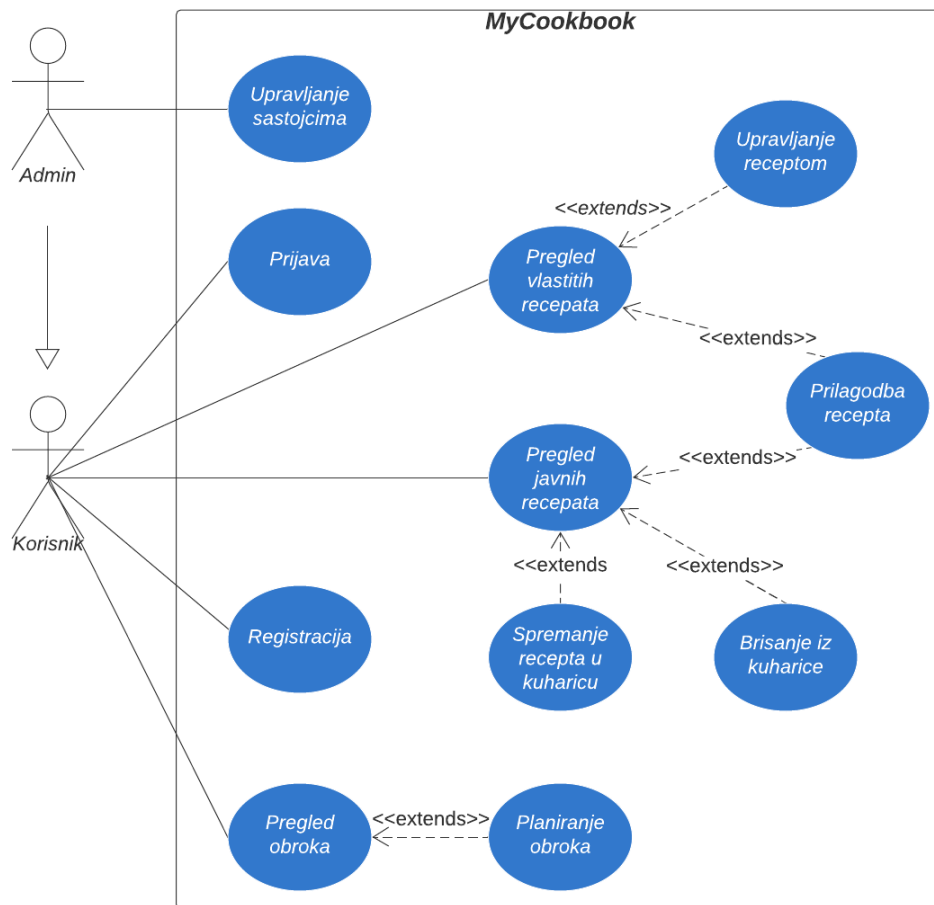 MyCookbook
Upravljanje
sastojcima
Admin
Upravljanje
receptom
<<extends>>
Prijava
Pregled
vlastitih
recepata
<<extends>>
Prilagodba
recepta
Pregled
javnih
recepata
<<extends>>
Korisnik
<<extends
<<extends>>
Registracija
Spremanje
recepta u
kuharicu
Brisanje iz
kuharice
Pregled
obroka
<<extends>>
Planiranje
obroka